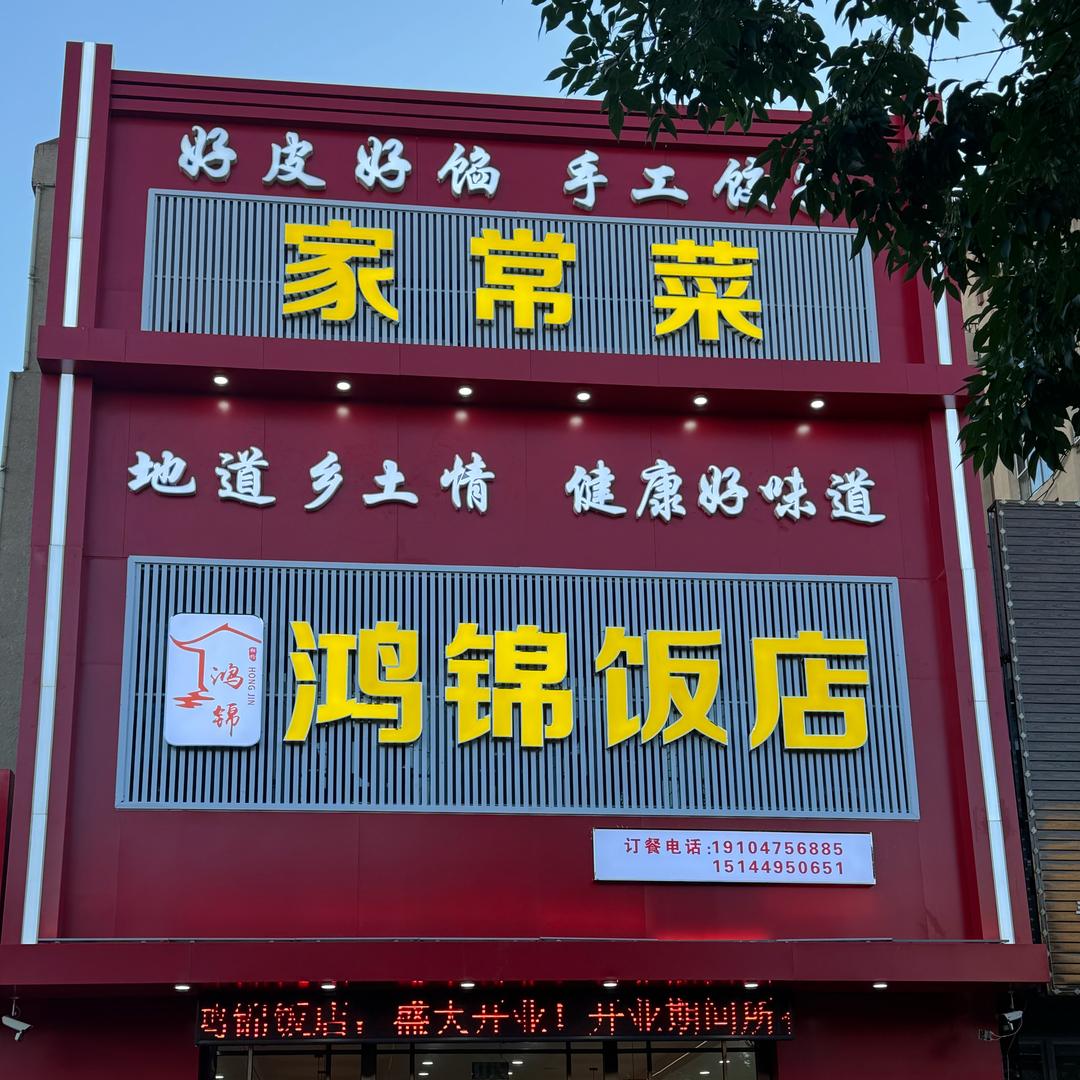 好皮好馅 手工饺
家常菜
地道乡土情 健康好味道
鸿锦
HONG JIN
鸿锦饭店
订餐电话:19104756885
15144950651
鸿锦饭店，盛大开业！开业期间所